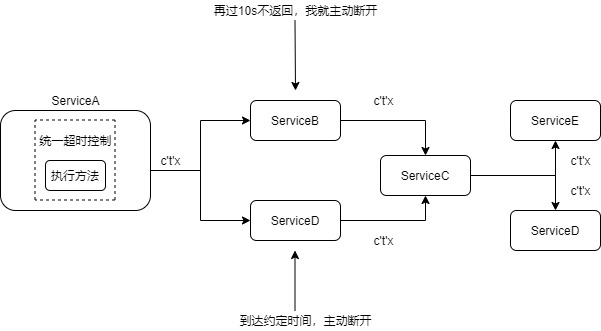 再过10s不返回，我就主动断开
ServiceA
统一超时控制
执行方法
c't'x
ServiceB
c't'x
ServiceD
c't'x
ServiceC
ServiceE
c't'x
c't'x
ServiceD
到达约定时间，主动断开